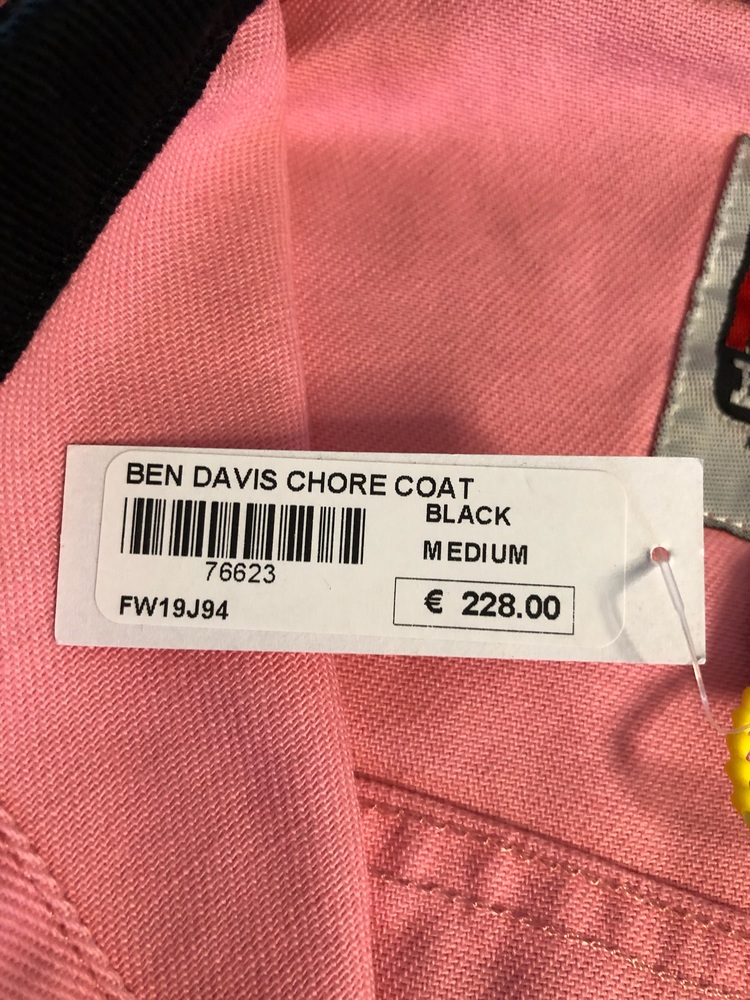 BEN DAVIS CHORE COAT
BLACK
MEDIUM
76623
FW19J94
€ 228.00